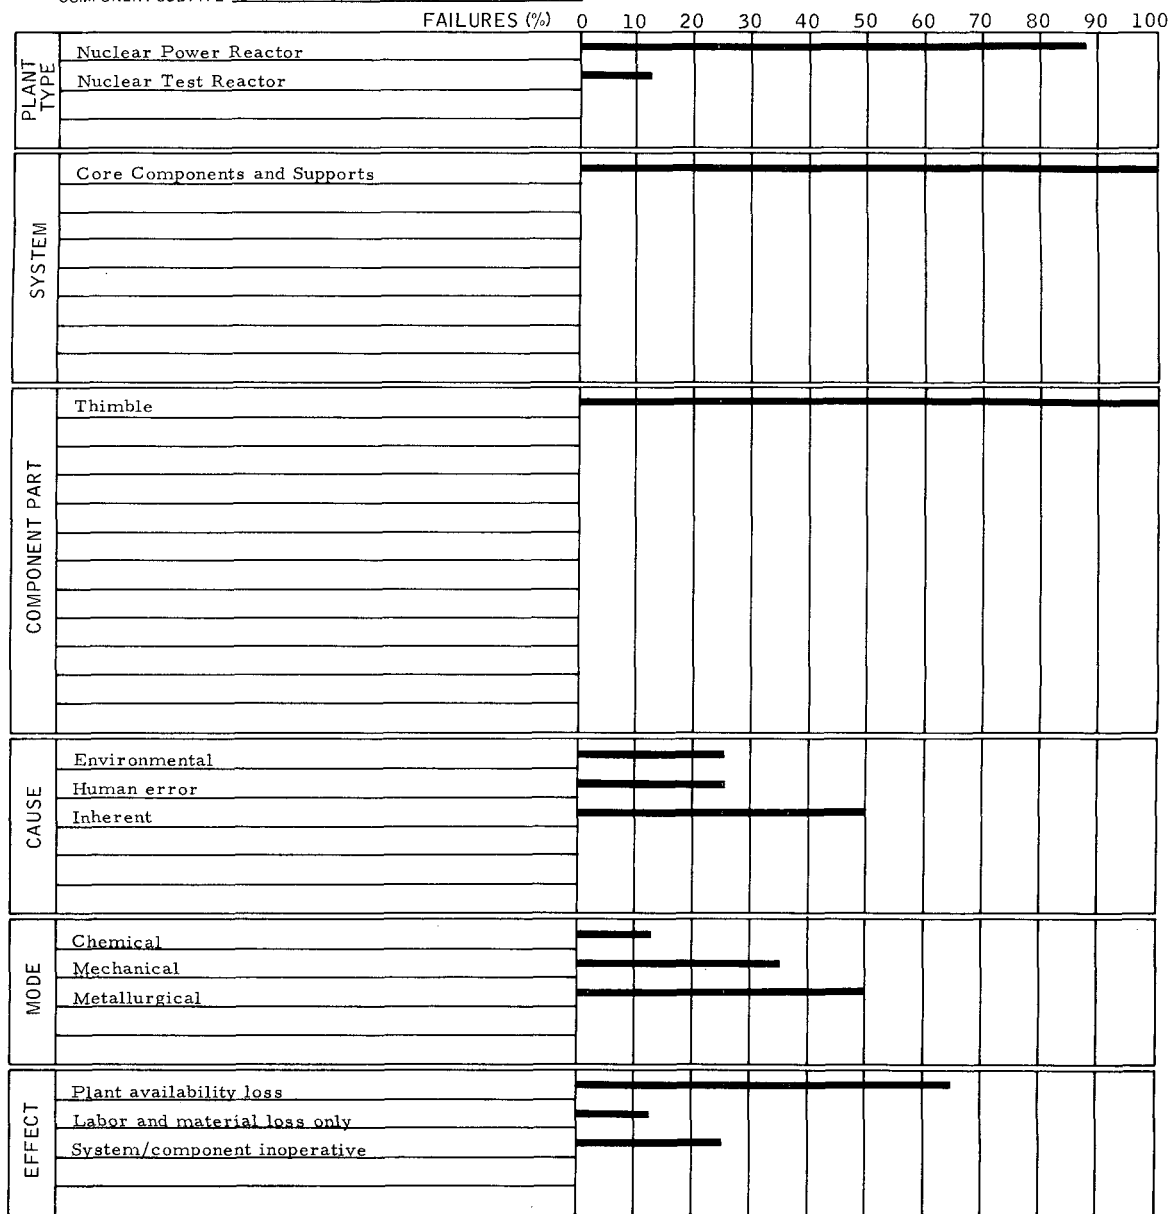 FAILURES (%) 0 10 20 30 40 50 60 70 80 90 100
PLANT TYPE
Nuclear Power Reactor
Nuclear Test Reactor
SYSTEM
Core Components and Supports
COMPONENT PART
Thimble
CAUSE
Environmental
Human error
Inherent
MODE
Chemical
Mechanical
Metallurgical
EFFECT
Plant availability loss
Labor and material loss only
System/component inoperative